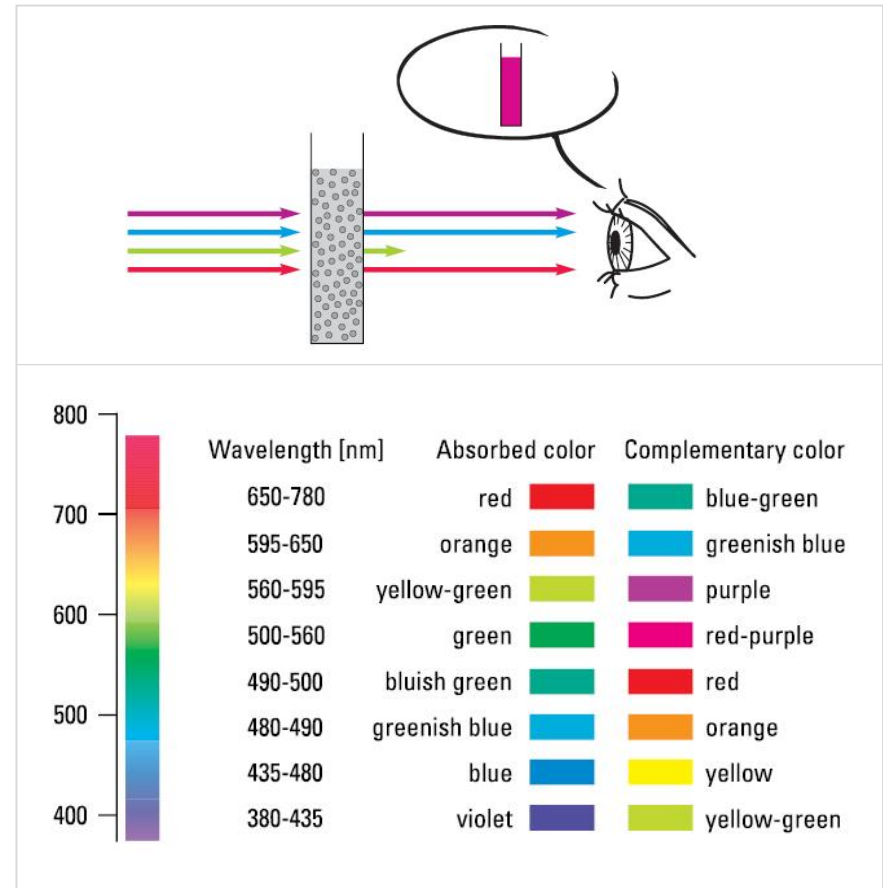 800
700
600
500
400
Wavelength [nm] Absorbed color Complementary color
650-780 red blue-green
595-650 orange greenish blue
560-595 yellow-green purple
500-560 green red-purple
490-500 bluish green red
480-490 greenish blue orange
435-480 blue yellow
380-435 violet yellow-green